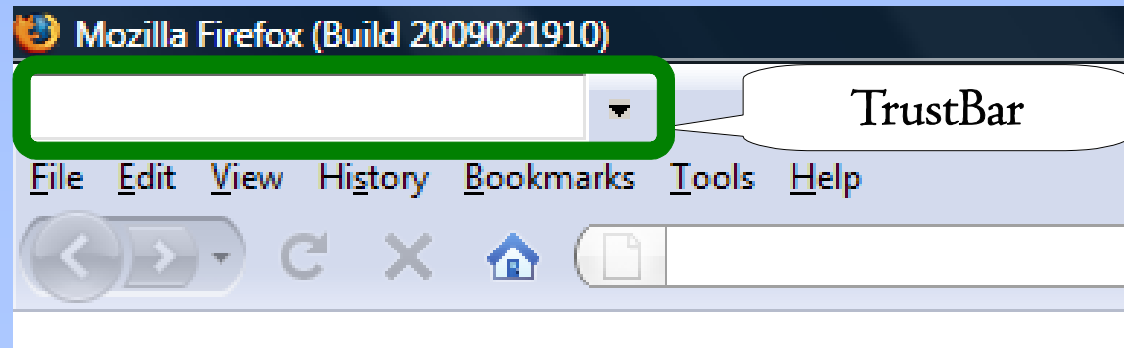 Mozilla Firefox (Build 2009021910)
TrustBar
File Edit View History Bookmarks Tools Help